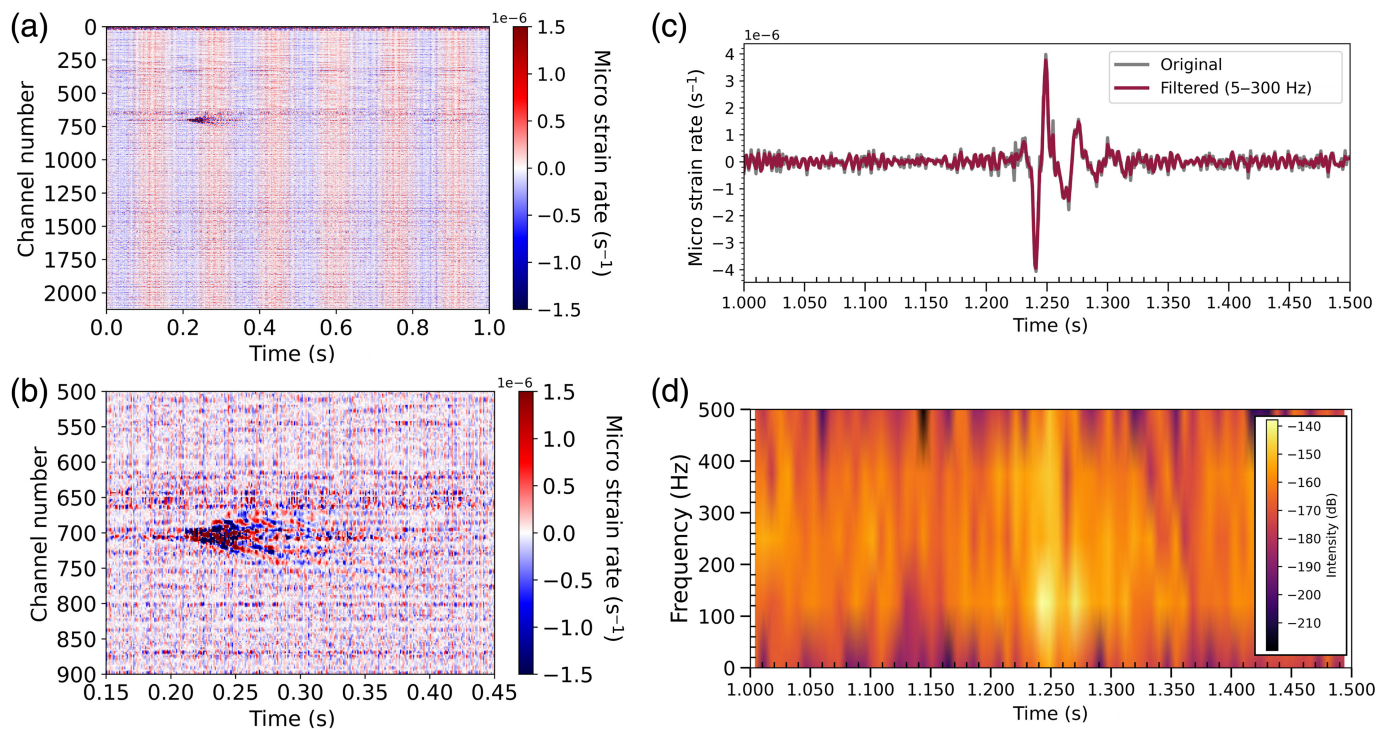 (a)
1e−6
0
250
500
750
1000
1250
1500
1750
2000
Channel number
0.0 0.2 0.4 0.6 0.8 1.0
Time (s)
1.5
1.0
0.5
0.0
−0.5
−1.0
−1.5
Micro strain rate (s−1)
(c)
1e−6
4
3
2
1
0
−1
−2
−3
−4
Micro strain rate (s−1)
Original
Filtered (5–300 Hz)
1.000 1.050 1.100 1.150 1.200 1.250 1.300 1.350 1.400 1.450 1.500
Time (s)
(b)
1e−6
500
550
600
650
700
750
800
850
900
Channel number
0.15 0.20 0.25 0.30 0.35 0.40 0.45
Time (s)
1.5
1.0
0.5
0.0
−0.5
−1.0
−1.5
Micro strain rate (s−1)
(d)
500
400
300
200
100
0
Frequency (Hz)
−140
−150
−160
−170
−180
−190
−200
−210
Intensity (dB)
1.000 1.050 1.100 1.150 1.200 1.250 1.300 1.350 1.400 1.450 1.500
Time (s)